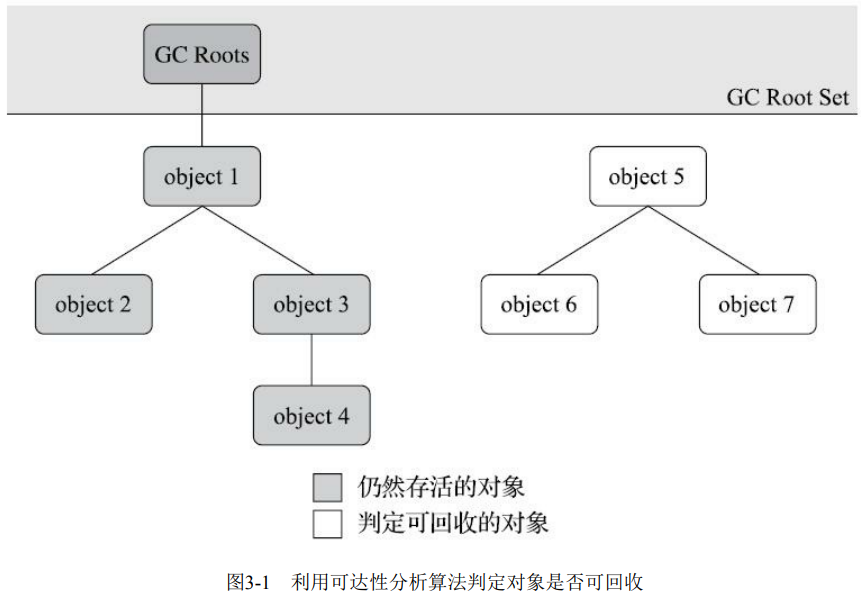 GC Roots
GC Root Set
object 1
object 5
object 2
object 3
object 6
object 7
object 4
仍然存活的对象
判定可回收的对象
图3-1 利用可达性分析算法判定对象是否可回收